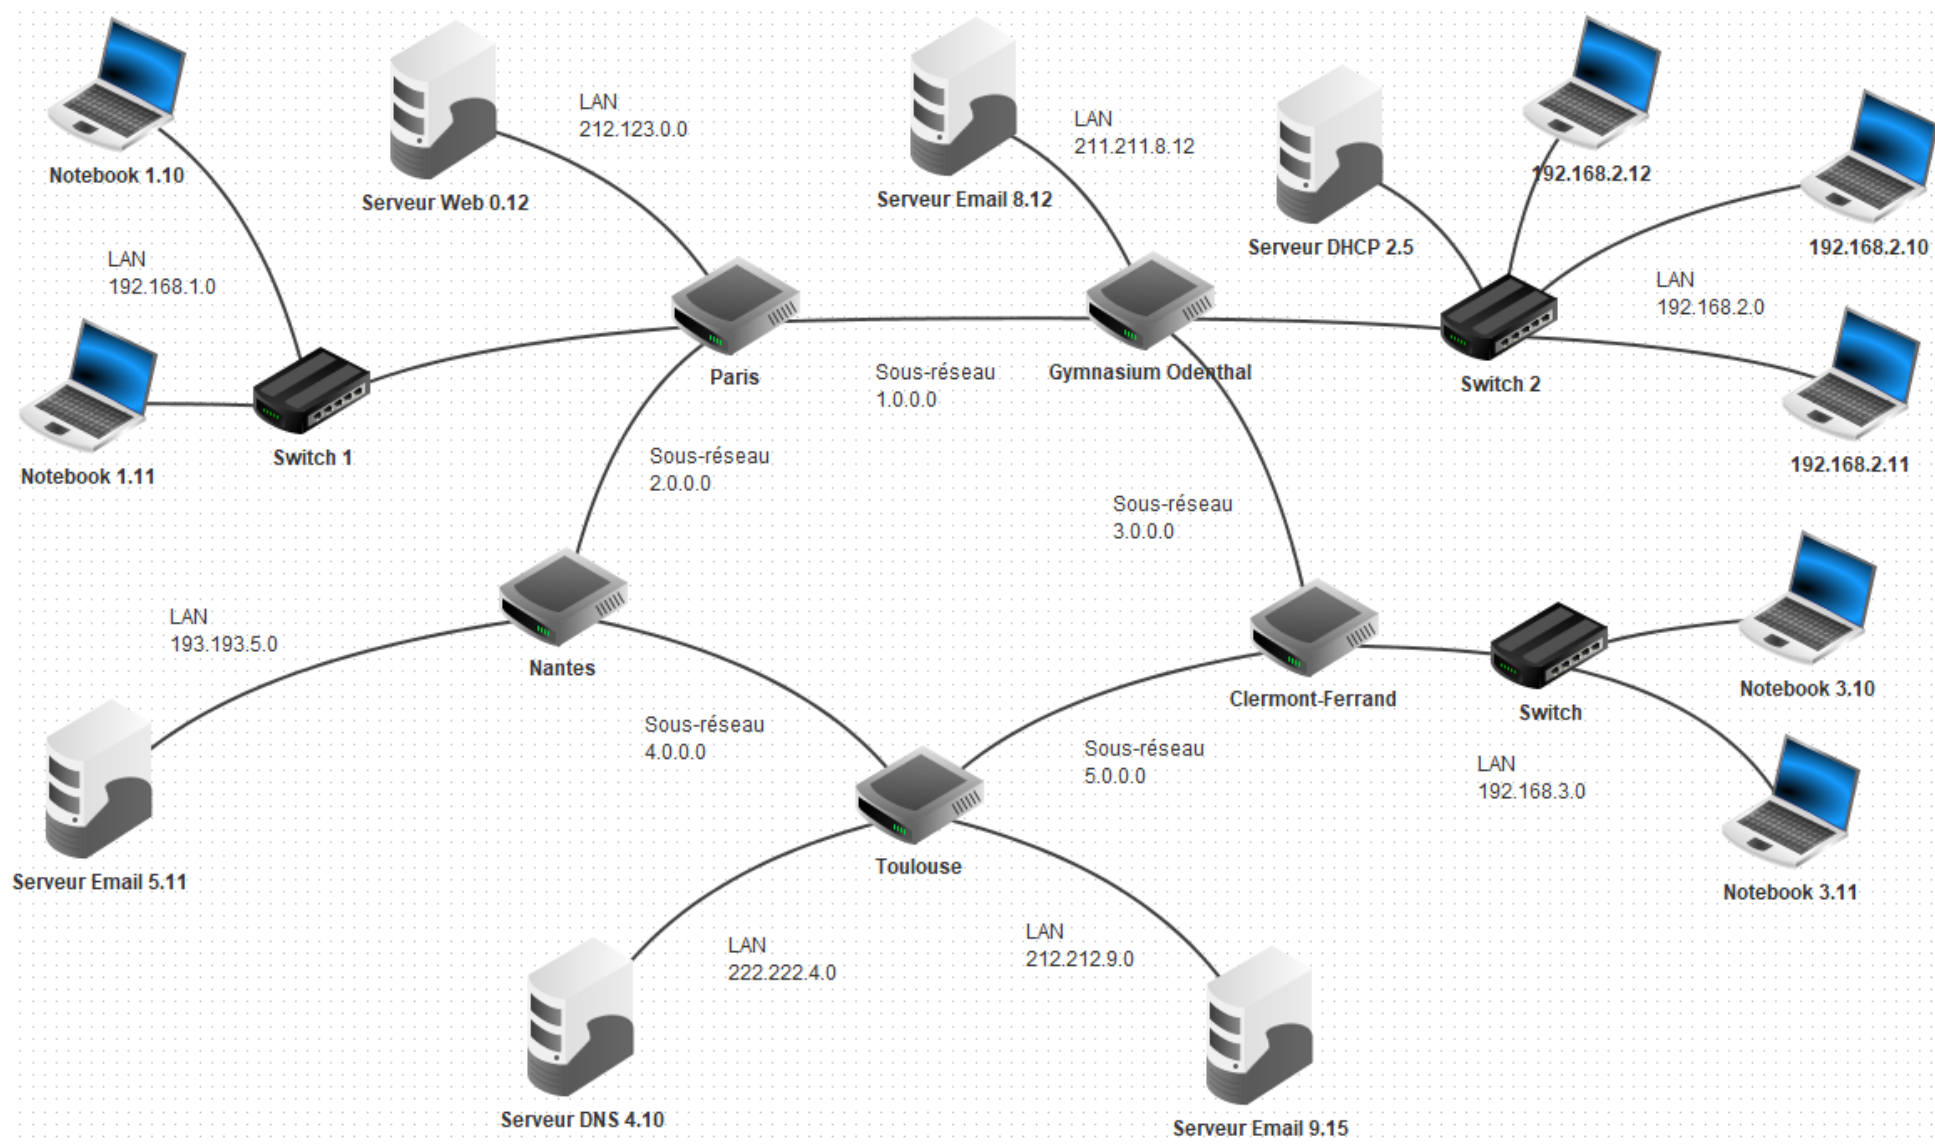 LAN
212.123.0.0
LAN
211.211.8.12
Notebook 1.10
Serveur Web 0.12
Serveur Email 8.12
192.168.2.12
Serveur DHCP 2.5
192.168.2.10
LAN
192.168.1.0
LAN
192.168.2.0
Paris
Sous-réseau
1.0.0.0
Gymnasium Odenthal
Switch 2
Notebook 1.11
Switch 1
192.168.2.11
Sous-réseau
2.0.0.0
Sous-réseau
3.0.0.0
LAN
193.193.5.0
Nantes
Clermont-Ferrand
Switch
Notebook 3.10
Sous-réseau
4.0.0.0
Sous-réseau
5.0.0.0
LAN
192.168.3.0
Serveur Email 5.11
Toulouse
Notebook 3.11
LAN
222.222.4.0
LAN
212.212.9.0
Serveur DNS 4.10
Serveur Email 9.15